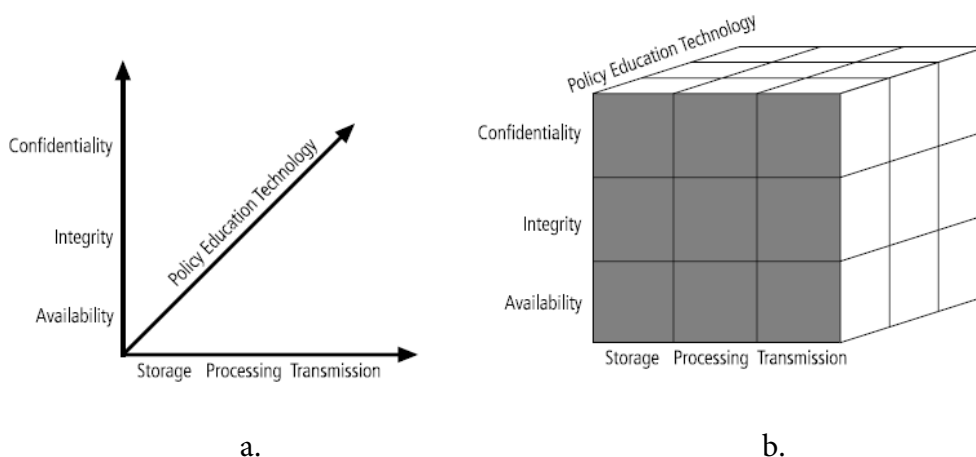 Confidentiality
Integrity
Availability
Policy Education Technology
Storage Processing Transmission
a.
Policy Education Technology
Confidentiality
Integrity
Availability
Storage Processing Transmission
b.